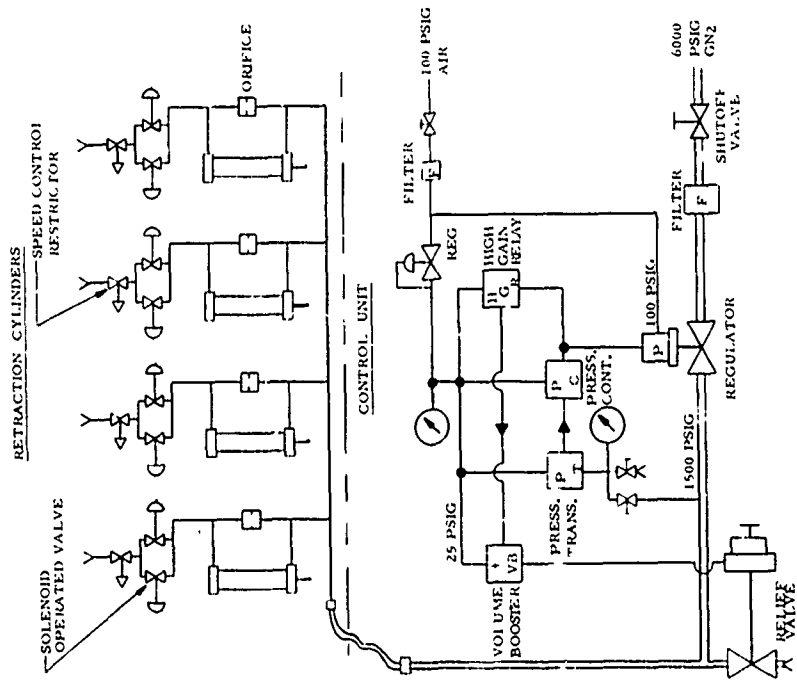 RETRACTION CYLINDERS
SPEED CONTROL
RESTRICTOR
SOLENOID
OPERATED VALVE
ORIFICE
CONTROL UNIT
100 PSIG
AIR
FILTER
F
REG
HIGH
GAIN
RELAY
H
G
R
25 PSIG
P
C
PRESS.
CONT.
P
T
PRESS.
TRANS.
+
VB
VOLUME
BOOSTER
100 PSIG
P
1500 PSIG
REGULATOR
FILTER
F
SHUTOFF
VALVE
6000
PSIG
GN2
RELIEF
VALVE